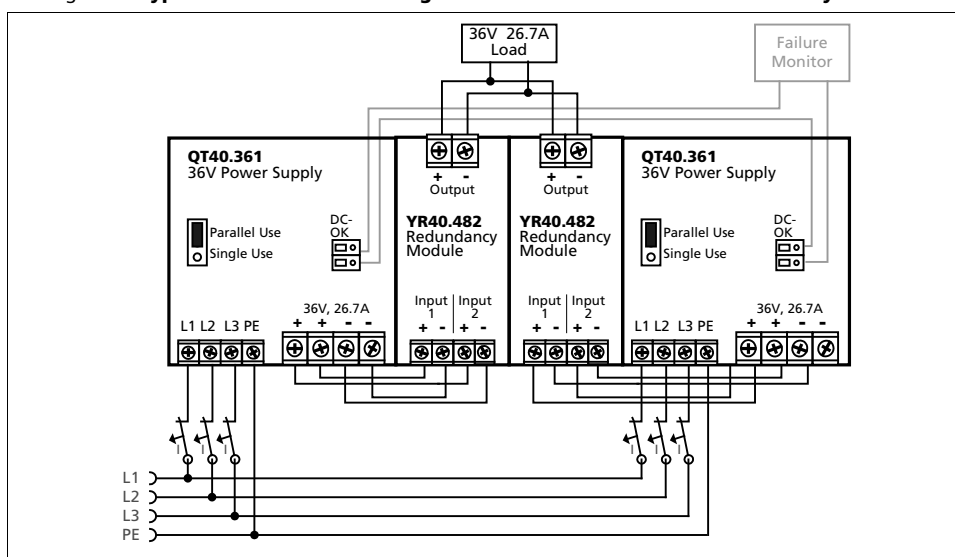 36V 26.7A
Load
Failure
Monitor
QT40.361
36V Power Supply
Parallel Use
Single Use
DC-
OK
36V, 26.7A
+ + - -
L1 L2 L3 PE
+ -
Output
YR40.482
Redundancy
Module
Input Input
1 2
+ - + -
+ -
Output
YR40.482
Redundancy
Module
Input Input
1 2
+ - + -
QT40.361
36V Power Supply
Parallel Use
Single Use
DC-
OK
36V, 26.7A
+ + - -
L1 L2 L3 PE
I I I
I I I
L1
L2
L3
PE